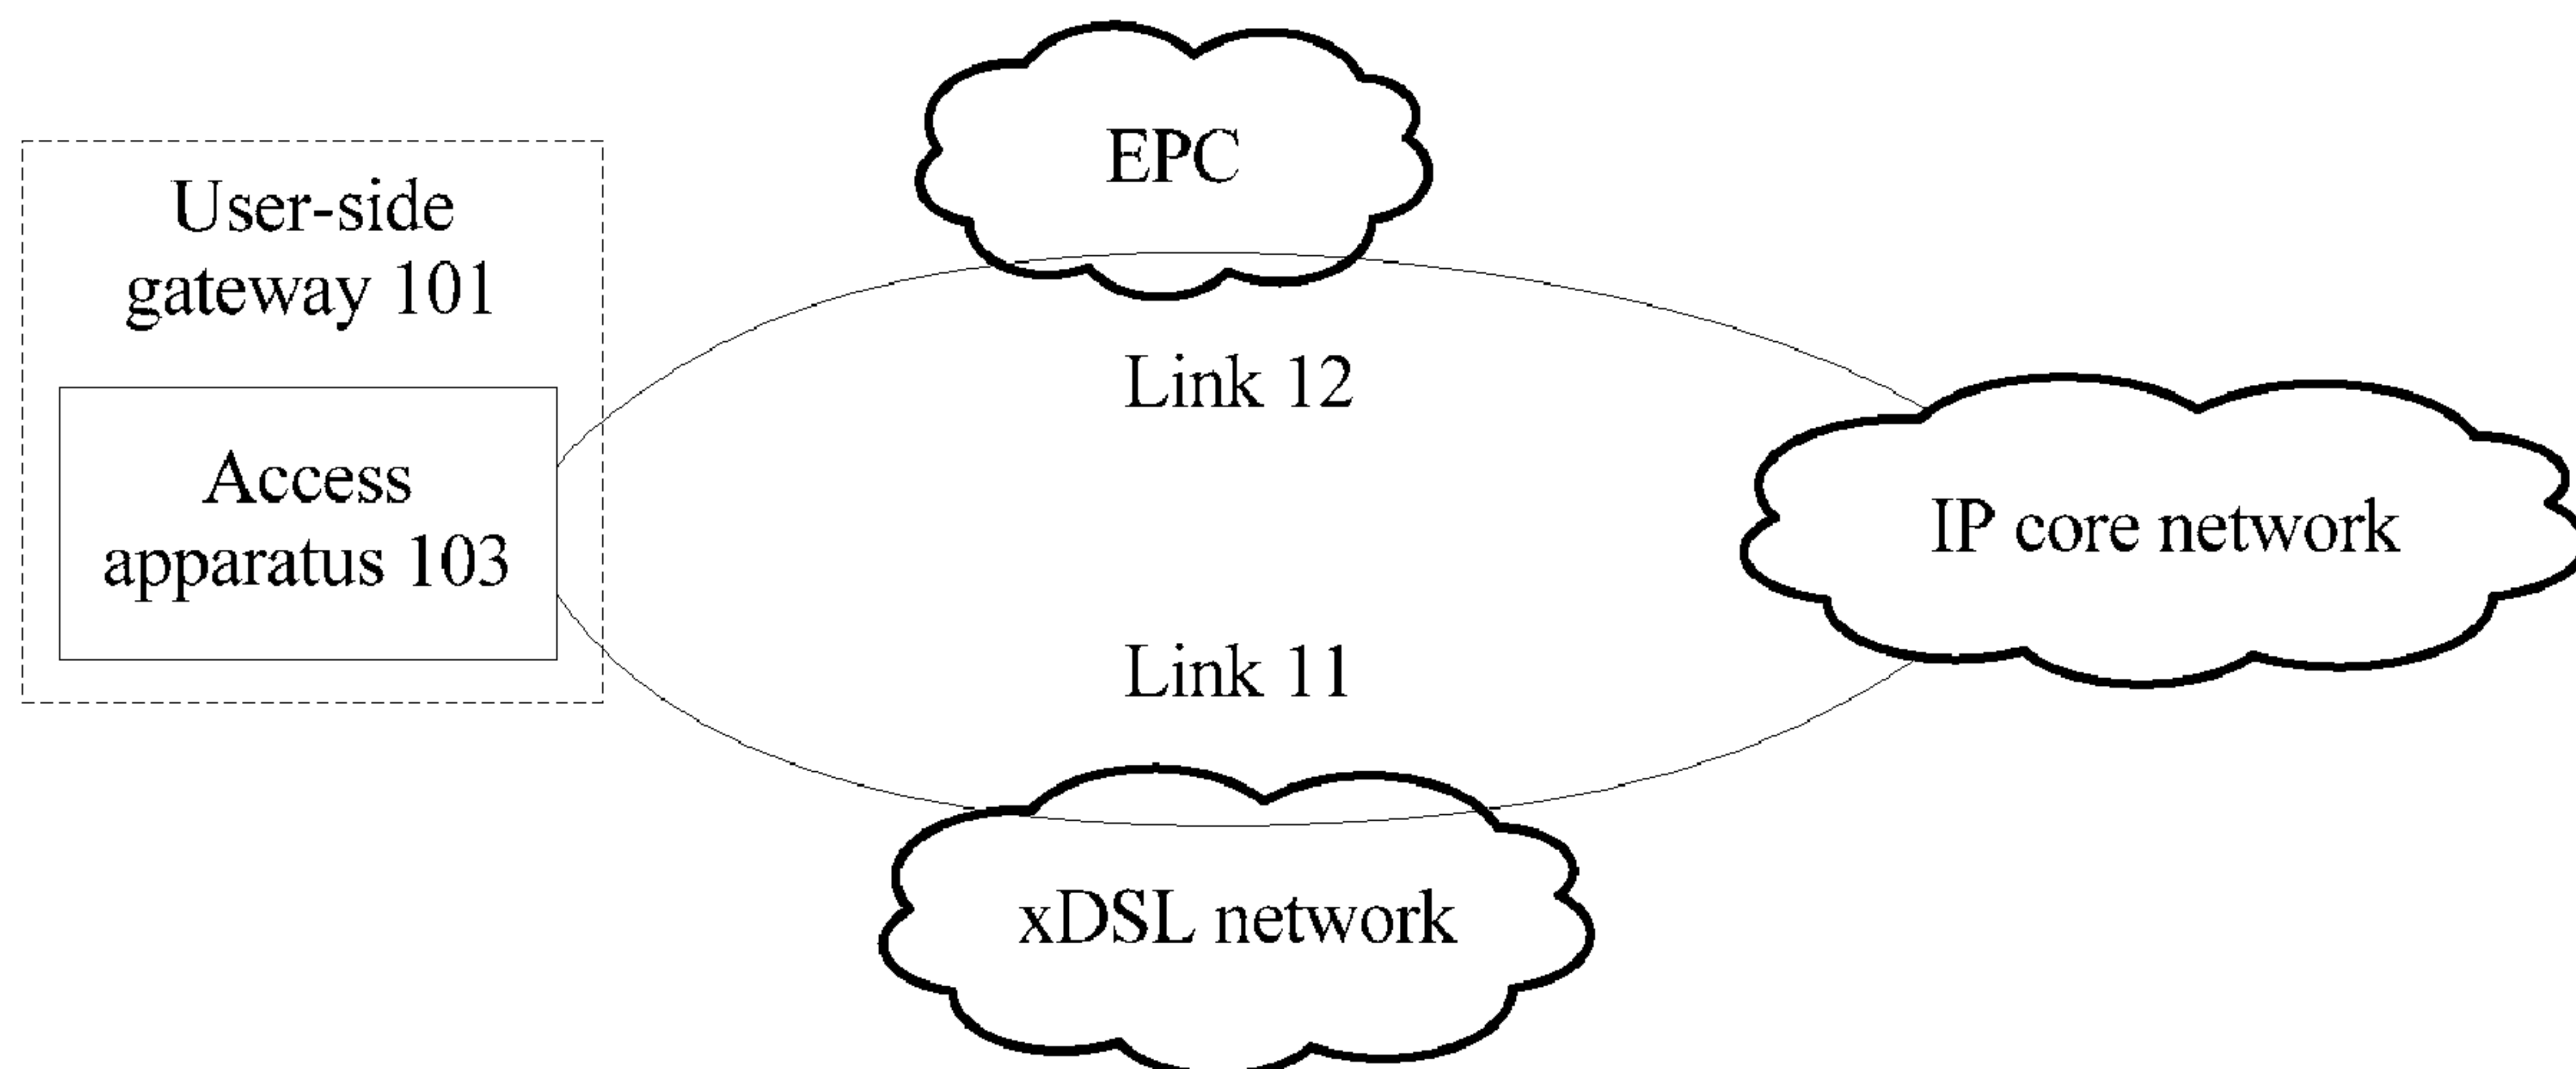 EPC
User-side
gateway 101
Link 12
Access
apparatus 103
IP core network
Link 11
xDSL network